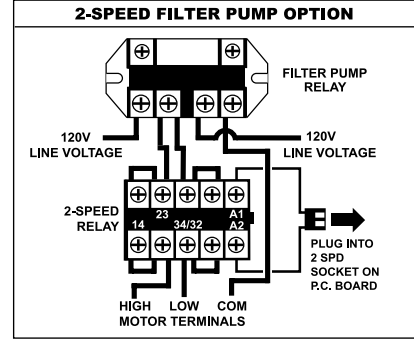 2-SPEED FILTER PUMP OPTION
FILTER PUMP
RELAY
120V
LINE VOLTAGE
120V
LINE VOLTAGE
2-SPEED
RELAY
23
14
34/32
A1
A2
PLUG INTO
2 SPD
SOCKET ON
P.C. BOARD
HIGH LOW COM
MOTOR TERMINALS